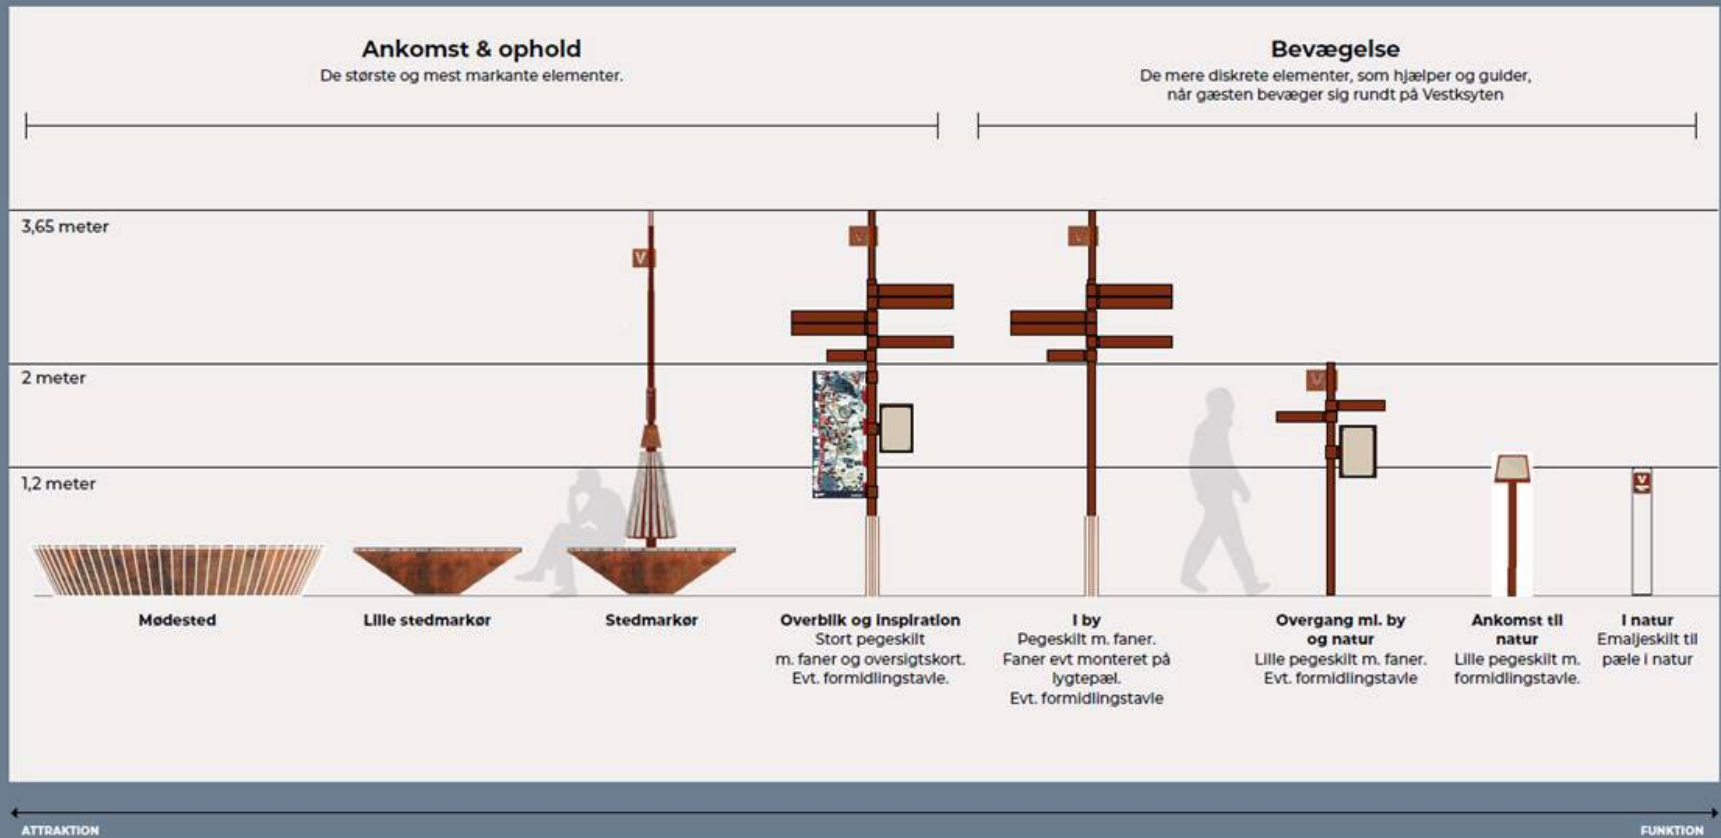 Ankomst & ophold
De største og mest markante elementer.
Bevægelse
De mere diskrete elementer, som hjælper og guider,
når gæsten bevæger sig rundt på Vestksyten
3,65 meter
V
V
V
2 meter
V
1,2 meter
V
Mødested
Lille stedmarkør
Stedmarkør
Overblik og inspiration
Stort pegeskilt
m. faner og oversigtskort.
Evt. formidlingstavle.
I by
Pegeskilt m. faner.
Faner evt monteret på
lygtepæl.
Evt. formidlingstavle
Overgang ml. by
og natur
Lille pegeskilt m. faner.
Evt. formidlingstavle
Ankomst til
natur
Lille pegeskilt m.
formidlingstavle.
I natur
Emaljeskilt til
pæle i natur
ATTRAKTION
FUNKTION